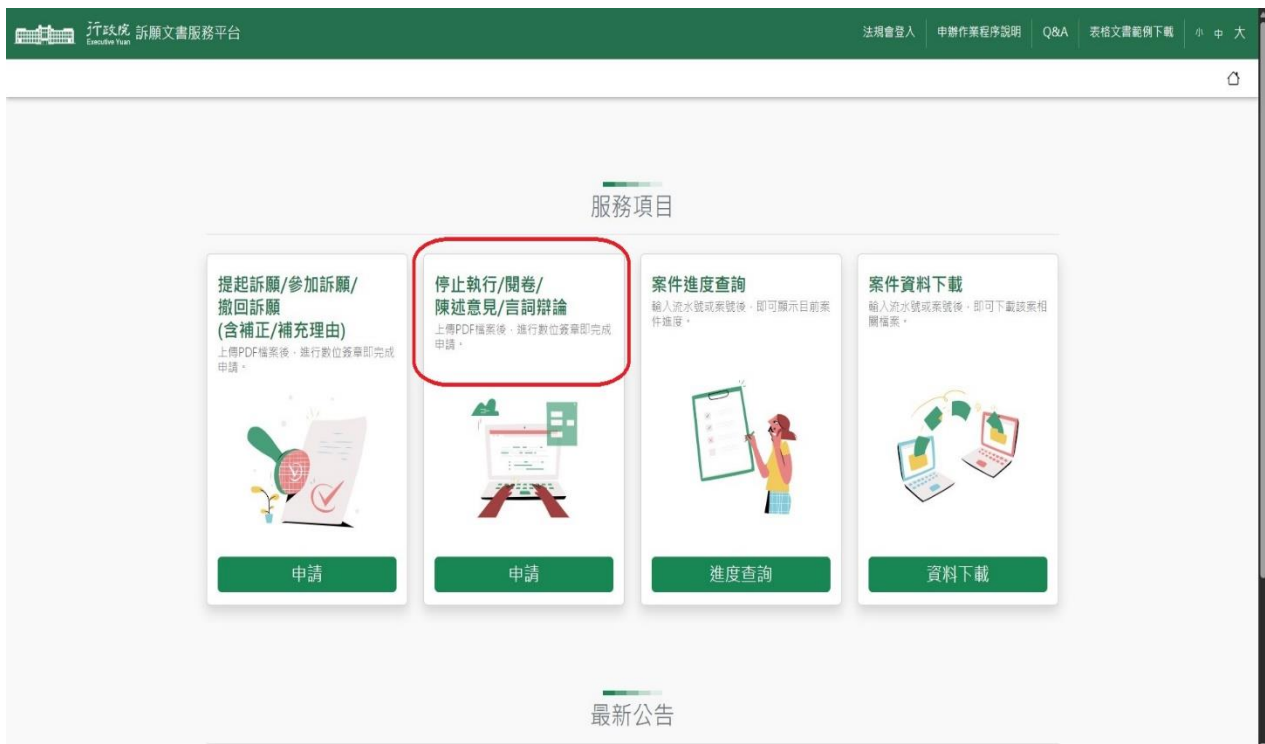 行政院 訴願文書服務平台
Executive Yuan
法規會登入 申辦作業程序說明 Q&A 表格文書範例下載 小 中 大
服務項目
提起訴願/參加訴願/
撤回訴願
(含補正/補充理由)
上傳PDF檔案後，進行數位簽章即完成
申請。
申請
停止執行/閱卷/
陳述意見/言詞辯論
上傳PDF檔案後，進行數位簽章即完成
申請。
申請
案件進度查詢
輸入流水號或案號後，即可顯示目前案
件進度。
進度查詢
案件資料下載
輸入流水號或案號後，即可下載該案相
關檔案。
資料下載
最新公告